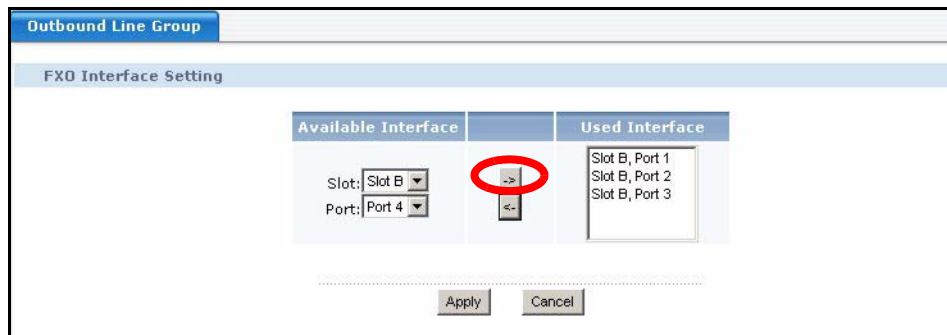 Outbound Line Group
FXO Interface Setting
Available Interface
Used Interface
Slot: Slot B
Port: Port 4
->
<-
Slot B, Port 1
Slot B, Port 2
Slot B, Port 3
Apply
Cancel